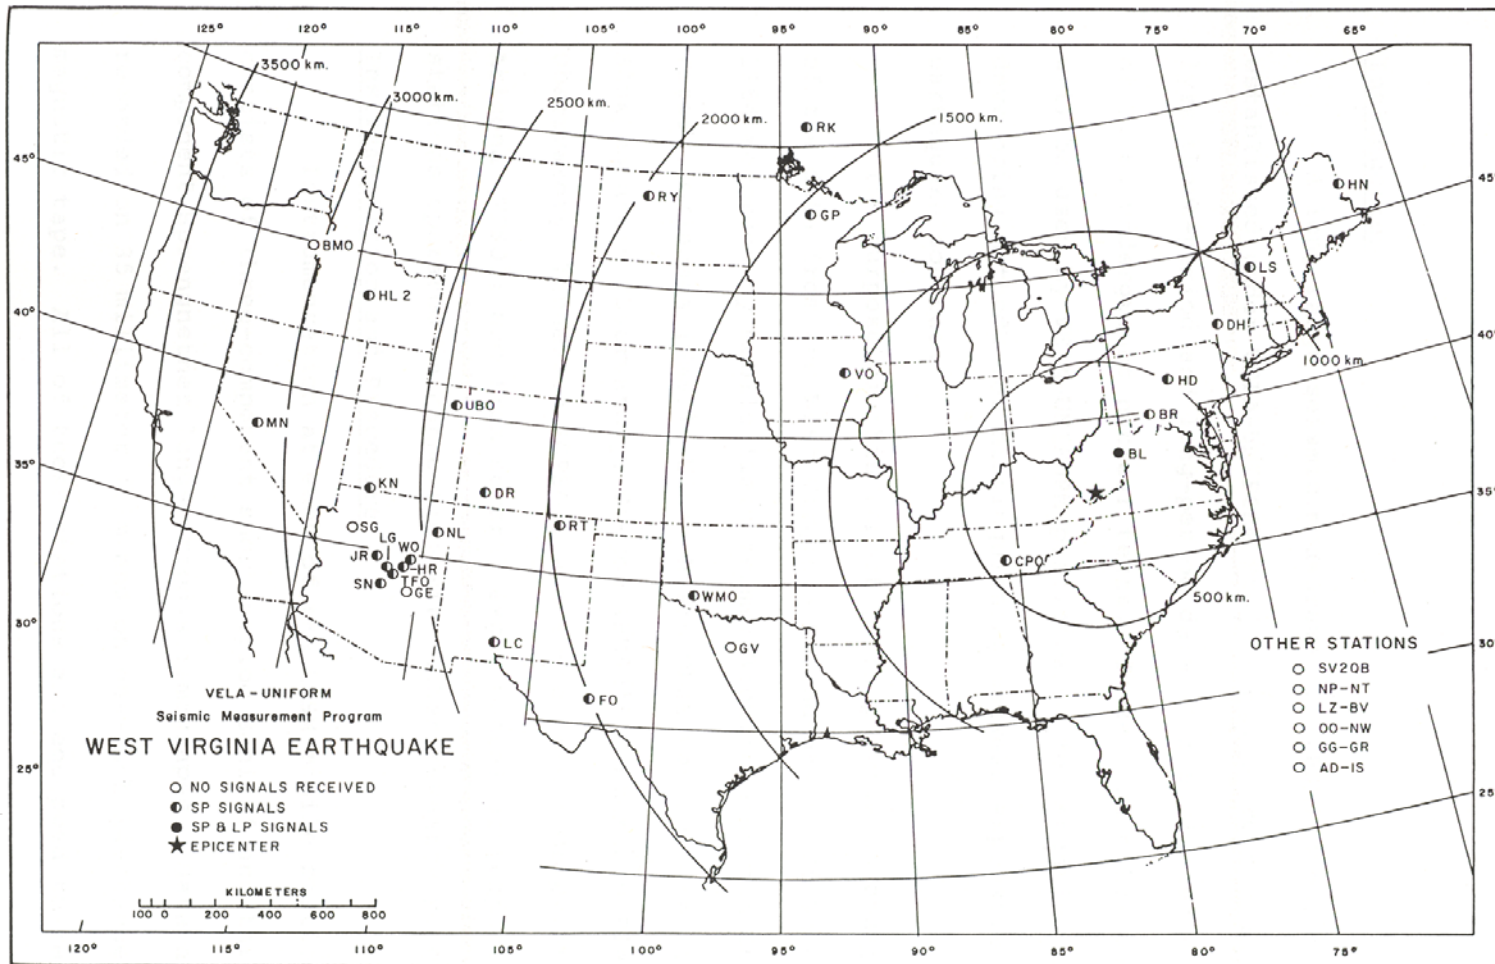 125° 120° 115° 110° 105° 100° 95° 90° 85° 80° 75° 70° 65°
3500 km.
3000 km.
2500 km.
2000 km.
1500 km.
RK
45°
45°
HN
RY
GP
BMO
LS
HL 2
40°
DH
40°
1000 km
VO
HD
UBO
BR
MN
BL
35°
KN
DR
35°
SG
RT
NL
LG
WO
JR
HR
CPO
TFO
SN
GE
WMO
500 km.
30°
LC
GV
30°
OTHER STATIONS
SV2QB
NP-NT
LZ-BV
OO-NW
GG-GR
AD-IS
FO
VELA-UNIFORM
Seismic Measurement Program
WEST VIRGINIA EARTHQUAKE
25°
25°
NO SIGNALS RECEIVED
SP SIGNALS
SP & LP SIGNALS
EPICENTER
KILOMETERS
100 0 200 400 600 800
120° 115° 110° 105° 100° 95° 90° 85° 80° 75°